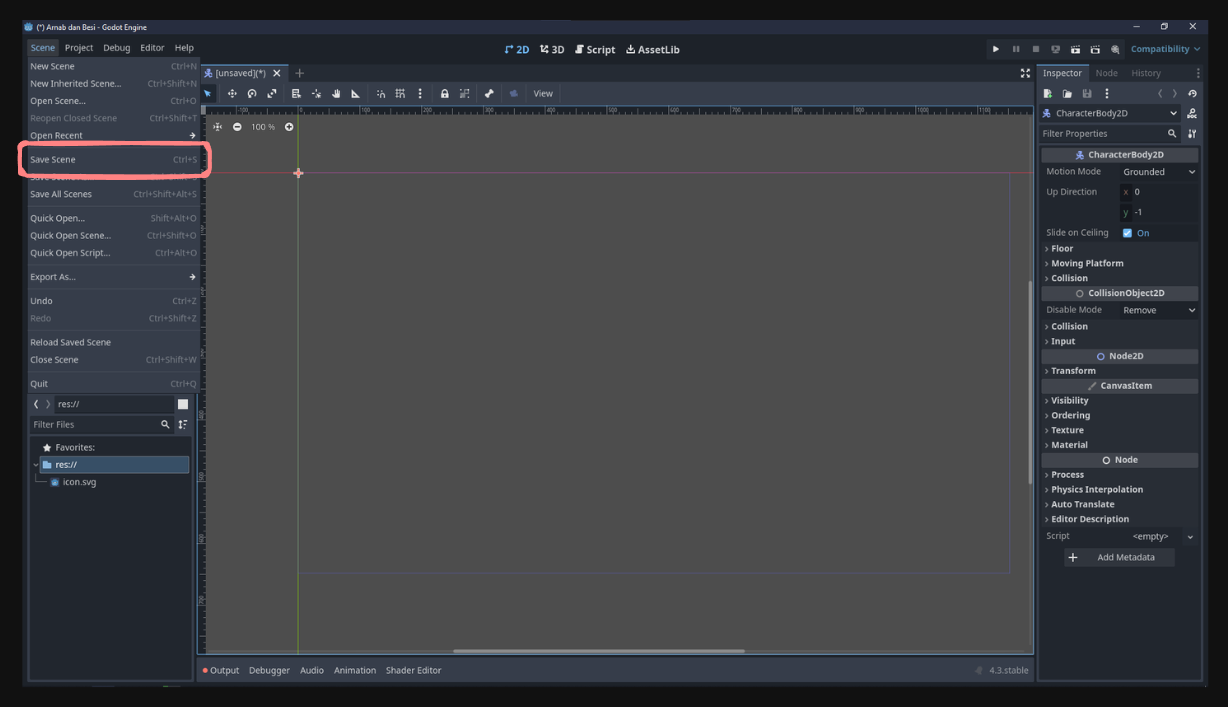 (*) Arnab dan Besi - Godot Engine
Scene Project Debug Editor Help
2D 3D Script AssetLib
Compatibility
New Scene Ctrl+N
New Inherited Scene... Ctrl+Shift+N
Open Scene... Ctrl+O
Reopen Closed Scene Ctrl+Shift+T
Open Recent
Save Scene Ctrl+S
Save All Scenes Ctrl+Shift+Alt+S
Quick Open... Shift+Alt+O
Quick Open Scene... Ctrl+Shift+O
Quick Open Script... Ctrl+Alt+O
Export As...
Undo Ctrl+Z
Redo Ctrl+Shift+Z
Reload Saved Scene
Close Scene Ctrl+Shift+W
Quit Ctrl+Q
res://
Filter Files
Favorites:
res://
icon.svg
[unsaved](*)
View
100 %
Output Debugger Audio Animation Shader Editor
4.3.stable
Inspector Node History
CharacterBody2D
Filter Properties
CharacterBody2D
Motion Mode Grounded
Up Direction x 0
y -1
Slide on Ceiling On
Floor
Moving Platform
Collision
CollisionObject2D
Disable Mode Remove
Collision
Input
Node2D
Transform
CanvasItem
Visibility
Ordering
Texture
Material
Node
Process
Physics Interpolation
Auto Translate
Editor Description
Script <empty>
Add Metadata